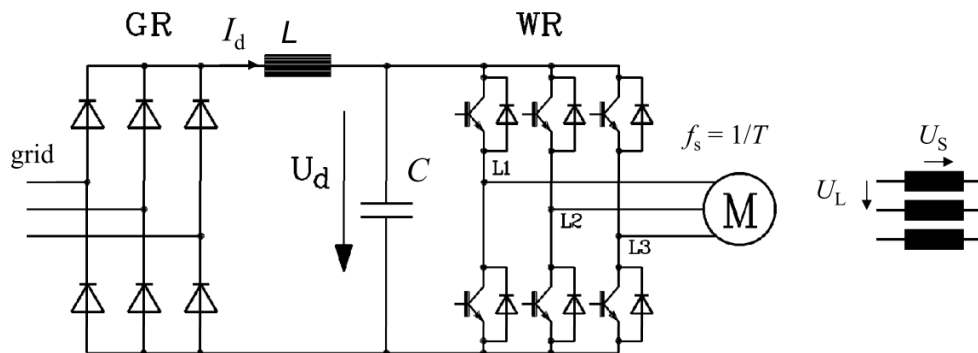 GR
I_d
L
WR
grid
U_d
C
L1
L2
L3
f_s = 1/T
M
U_S
U_L